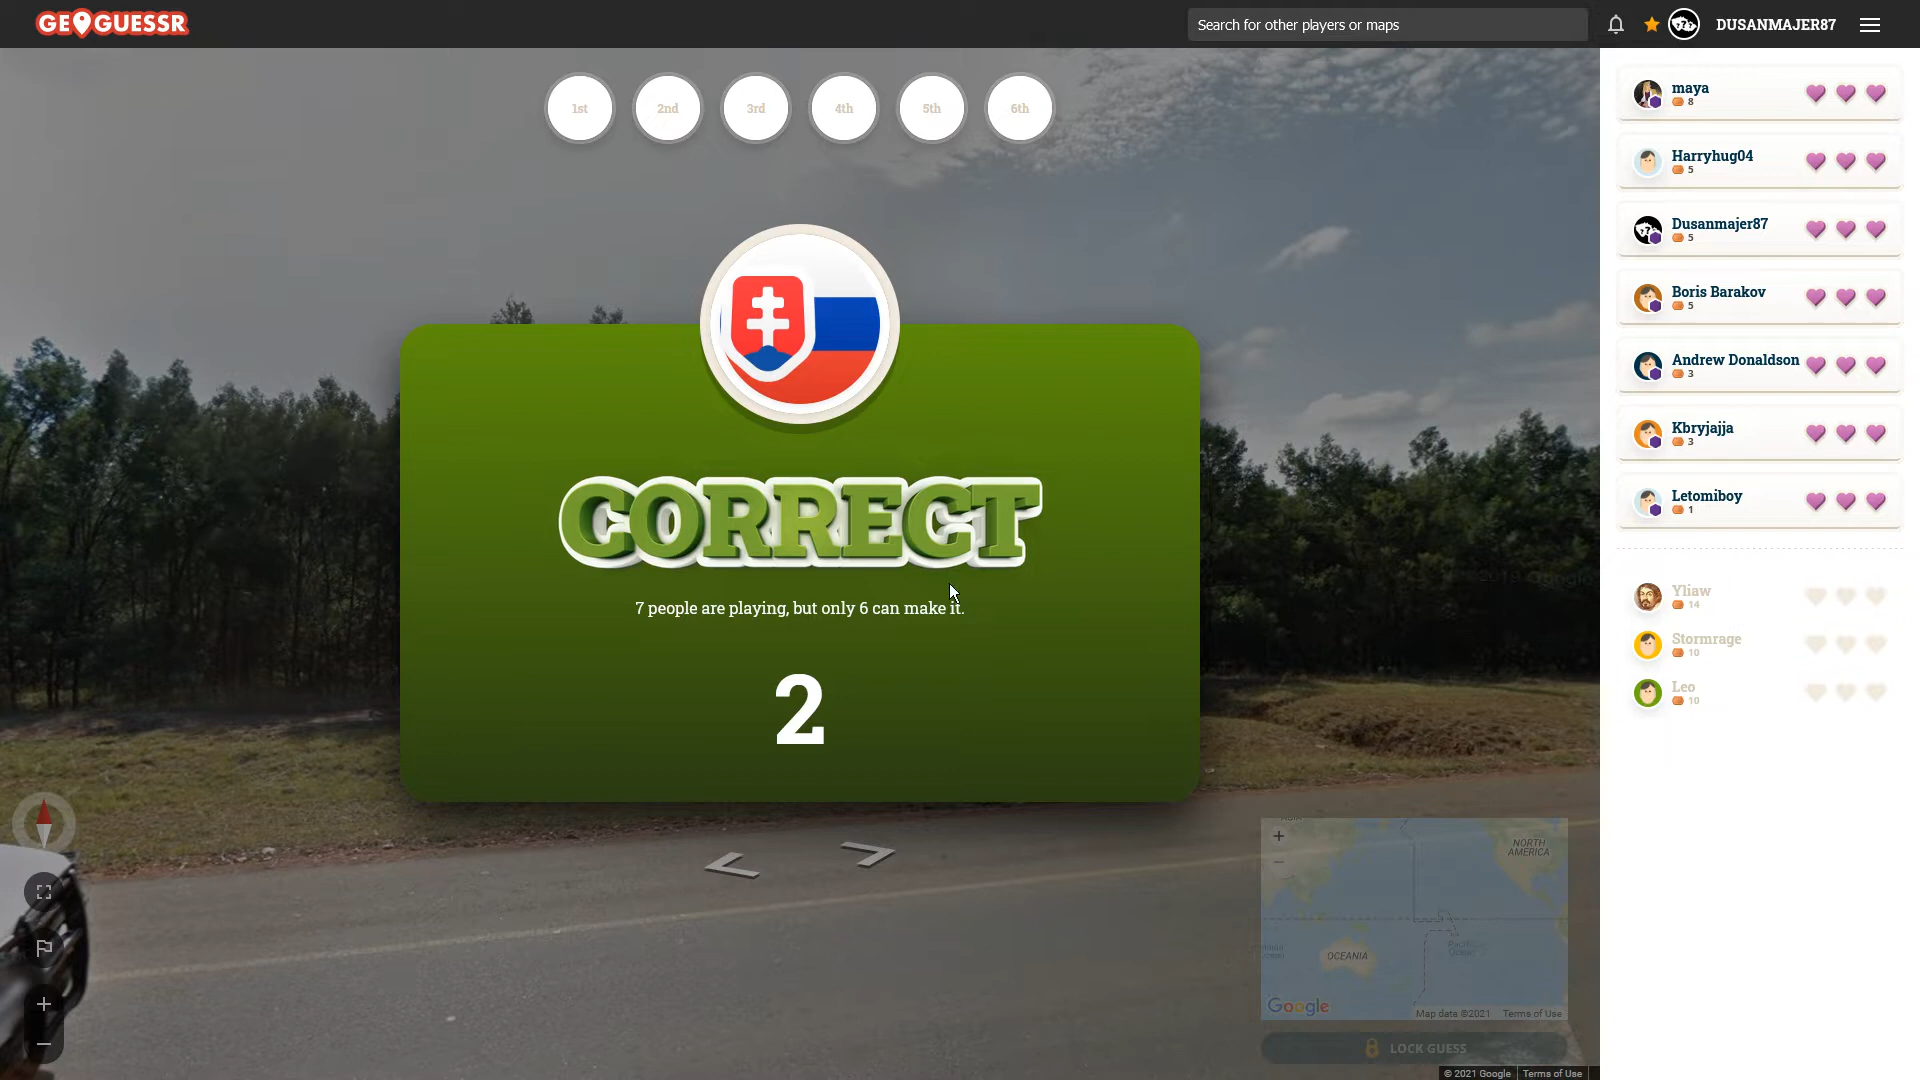 GEOGUESSR
Search for other players or maps
DUSANMAJER87
1st
2nd
3rd
4th
5th
6th
CORRECT
7 people are playing, but only 6 can make it.
2
maya
8
Harryhug04
5
Dusanmajer87
5
Boris Barakov
5
Andrew Donaldson
3
Kbryjajja
3
Letomiboy
1
Yliaw
14
Stormrage
10
Leo
10
NORTH
AMERICA
OCEANIA
Pacific
Ocean
Google
Map data ©2021
Terms of Use
LOCK GUESS
© 2021 Google
Terms of Use